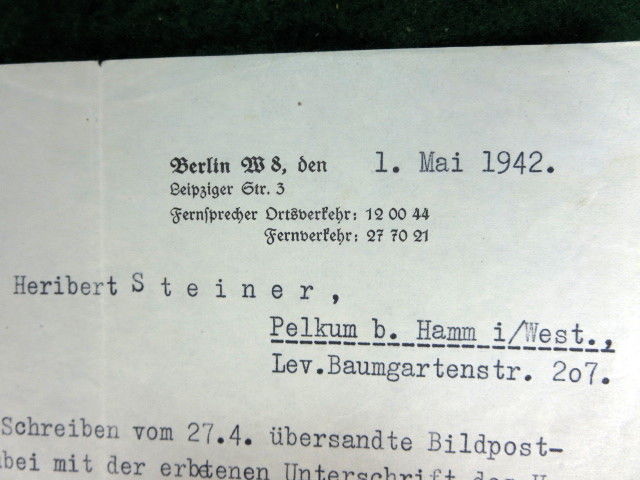 Berlin W 8, den 1. Mai 1942.
Leipziger Str. 3
Fernsprecher Ortsverkehr: 12 00 44
Fernverkehr: 27 70 21
Heribert Steiner,
Pelkum b. Hamm i/West.,
Lev.Baumgartenstr. 2o7.
Schreiben vom 27.4. übersandte Bildpost-
bei mit der erbetenen Unterschrift des